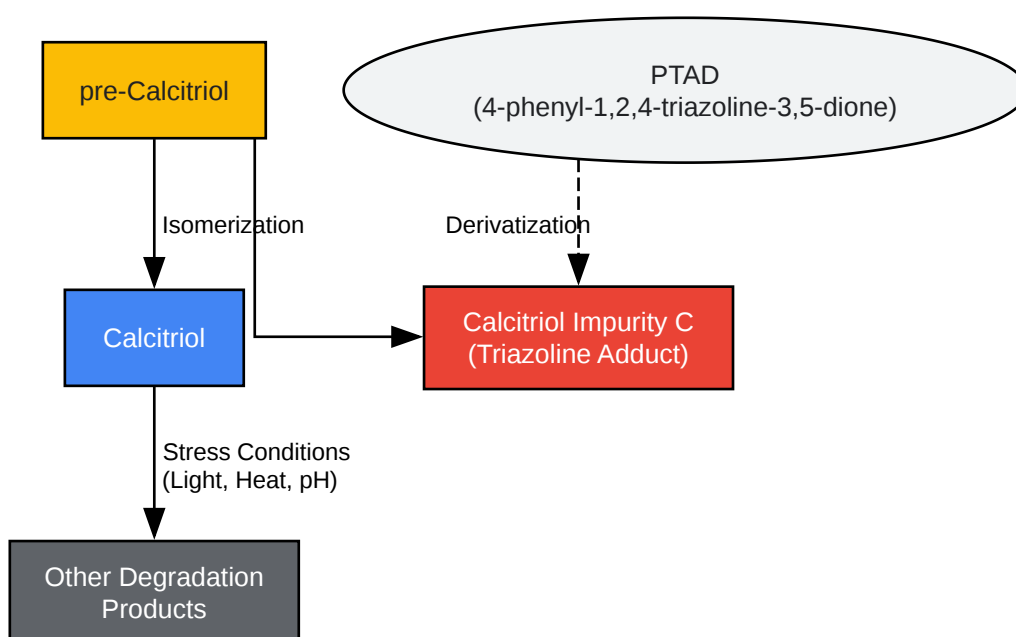 pre-Calcitriol
PTAD
(4-phenyl-1,2,4-triazoline-3,5-dione)
Isomerization
Derivatization
Calcitriol
Calcitriol Impurity C
(Triazoline Adduct)
Stress Conditions
(Light, Heat, pH)
Other Degradation
Products